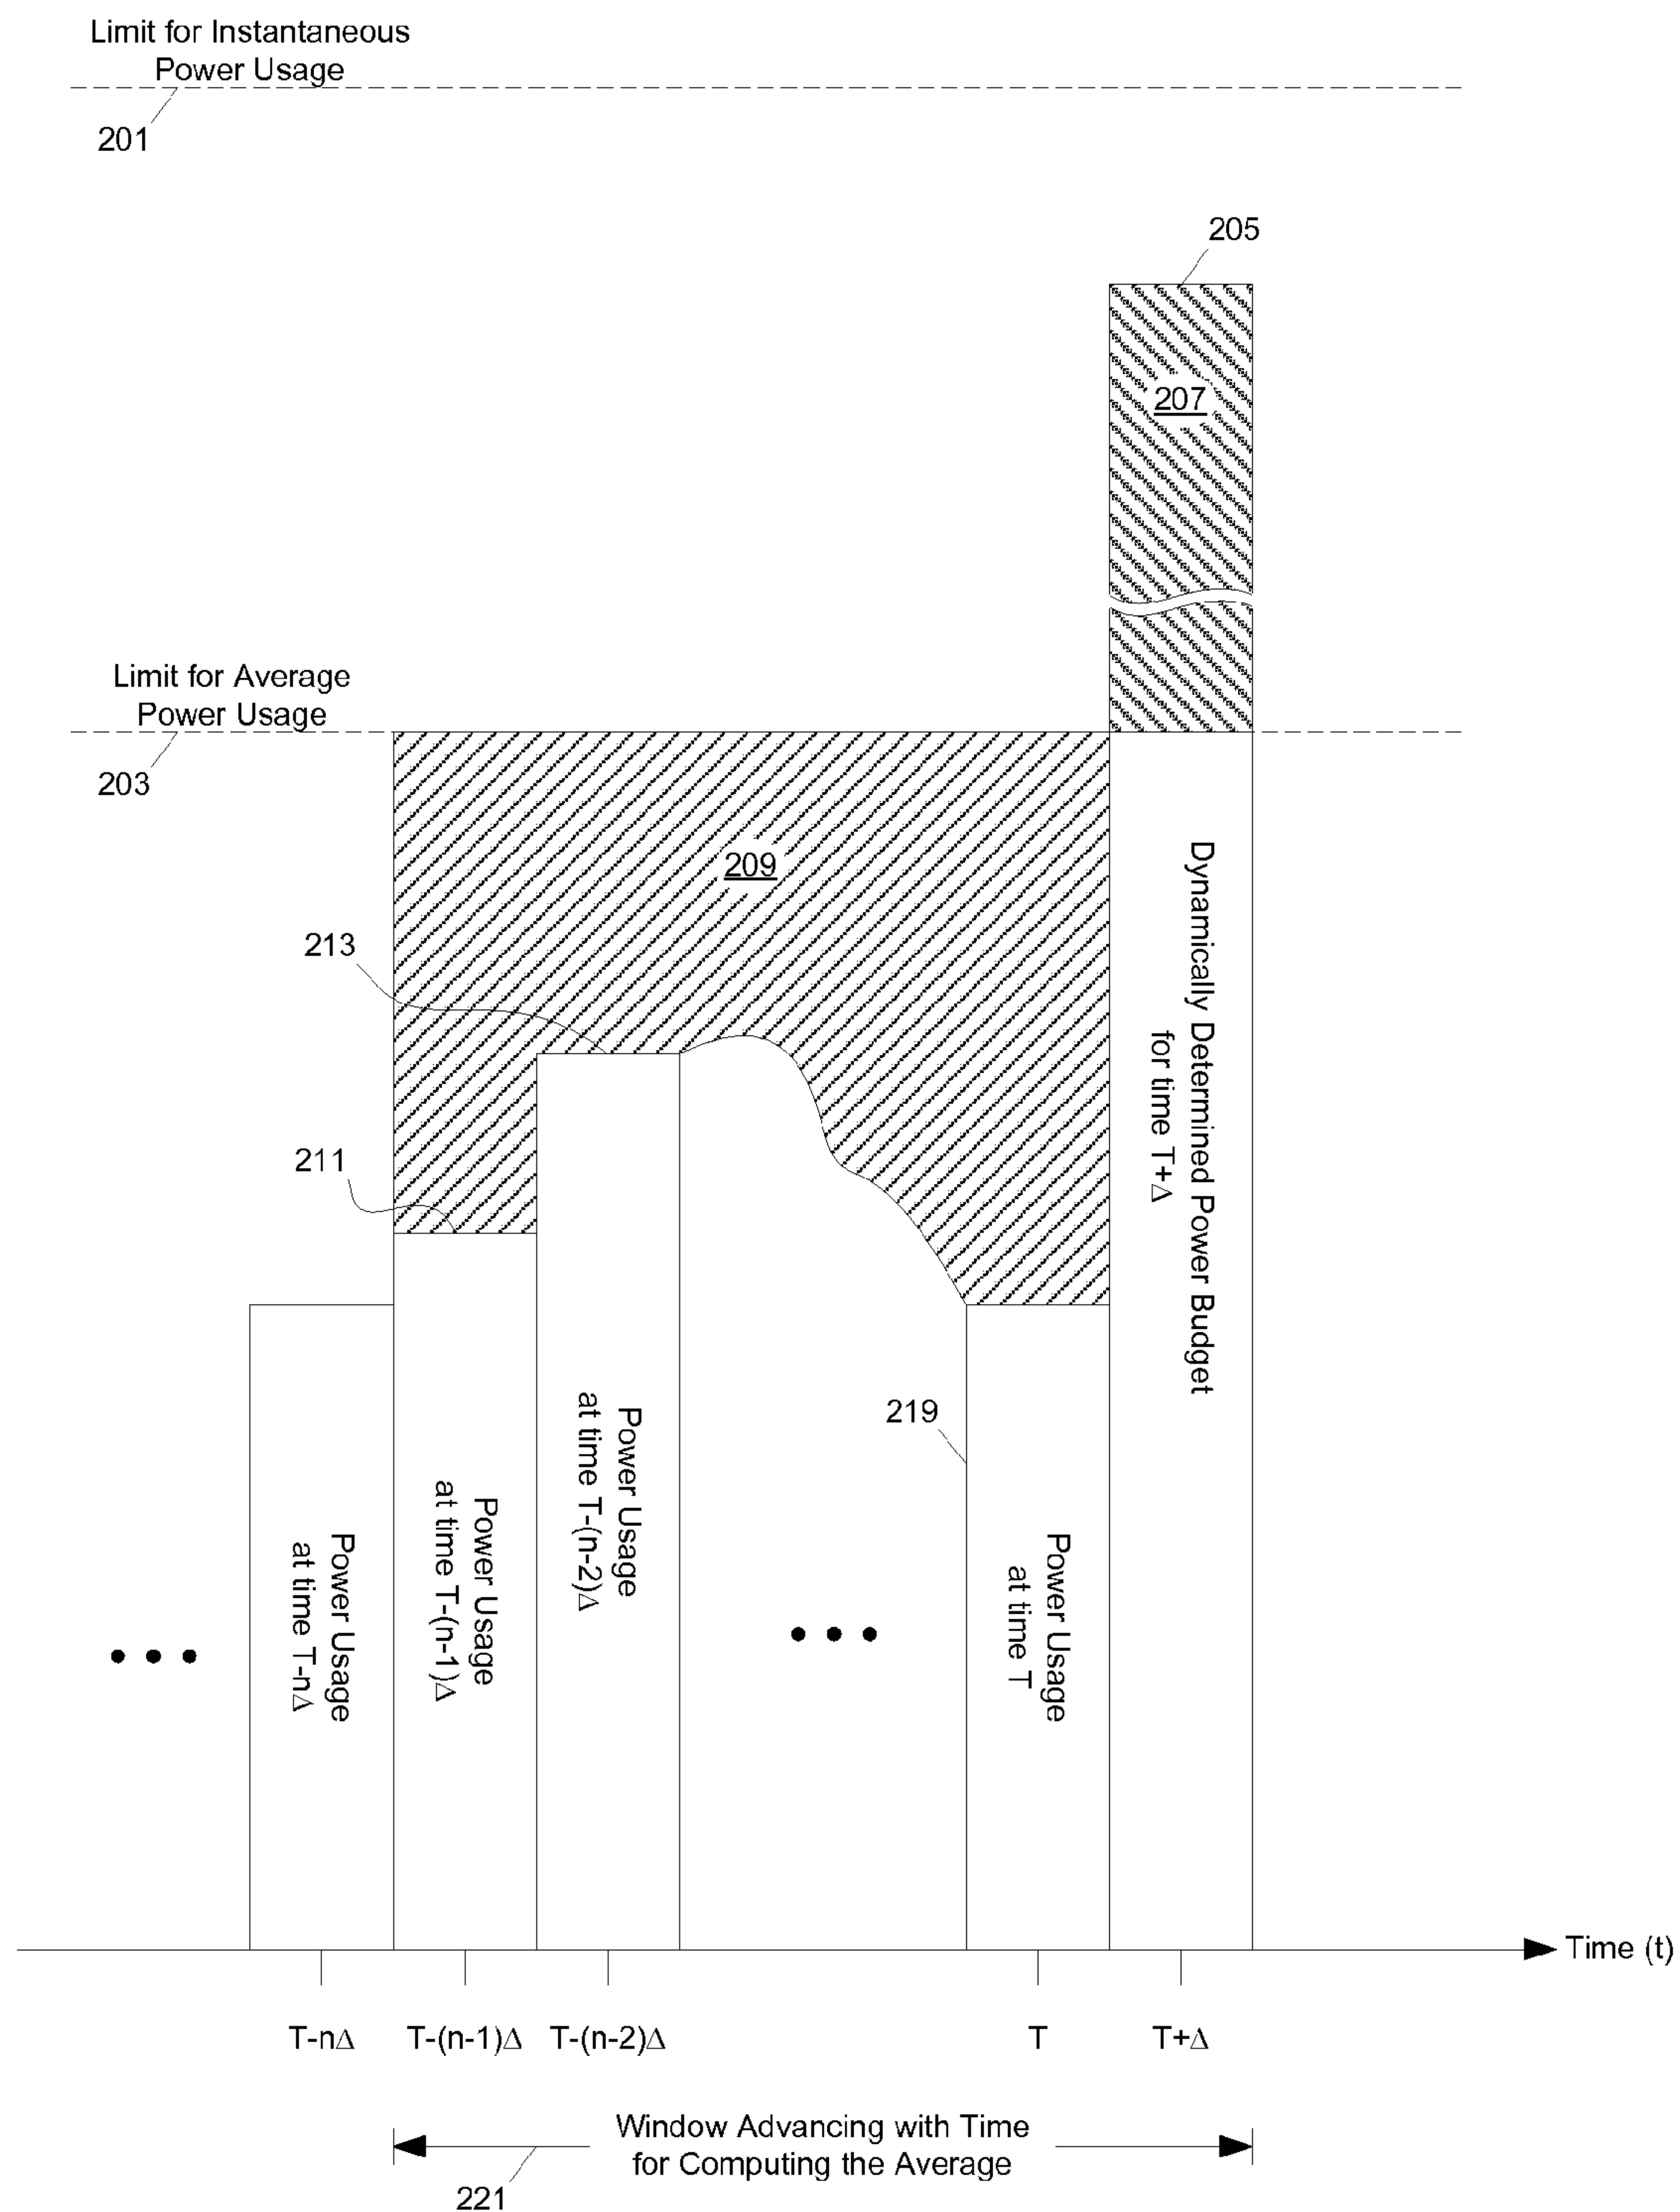 Limit for Instantaneous
Power Usage
201
205
207
Limit for Average
Power Usage
203
209
213
211
219
Dynamically Determined Power Budget
for time T+Δ
Power Usage
at time T-nΔ
Power Usage
at time T-(n-1)Δ
Power Usage
at time T-(n-2)Δ
Power Usage
at time T
Time (t)
T-nΔ T-(n-1)Δ T-(n-2)Δ T T+Δ
Window Advancing with Time
for Computing the Average
221